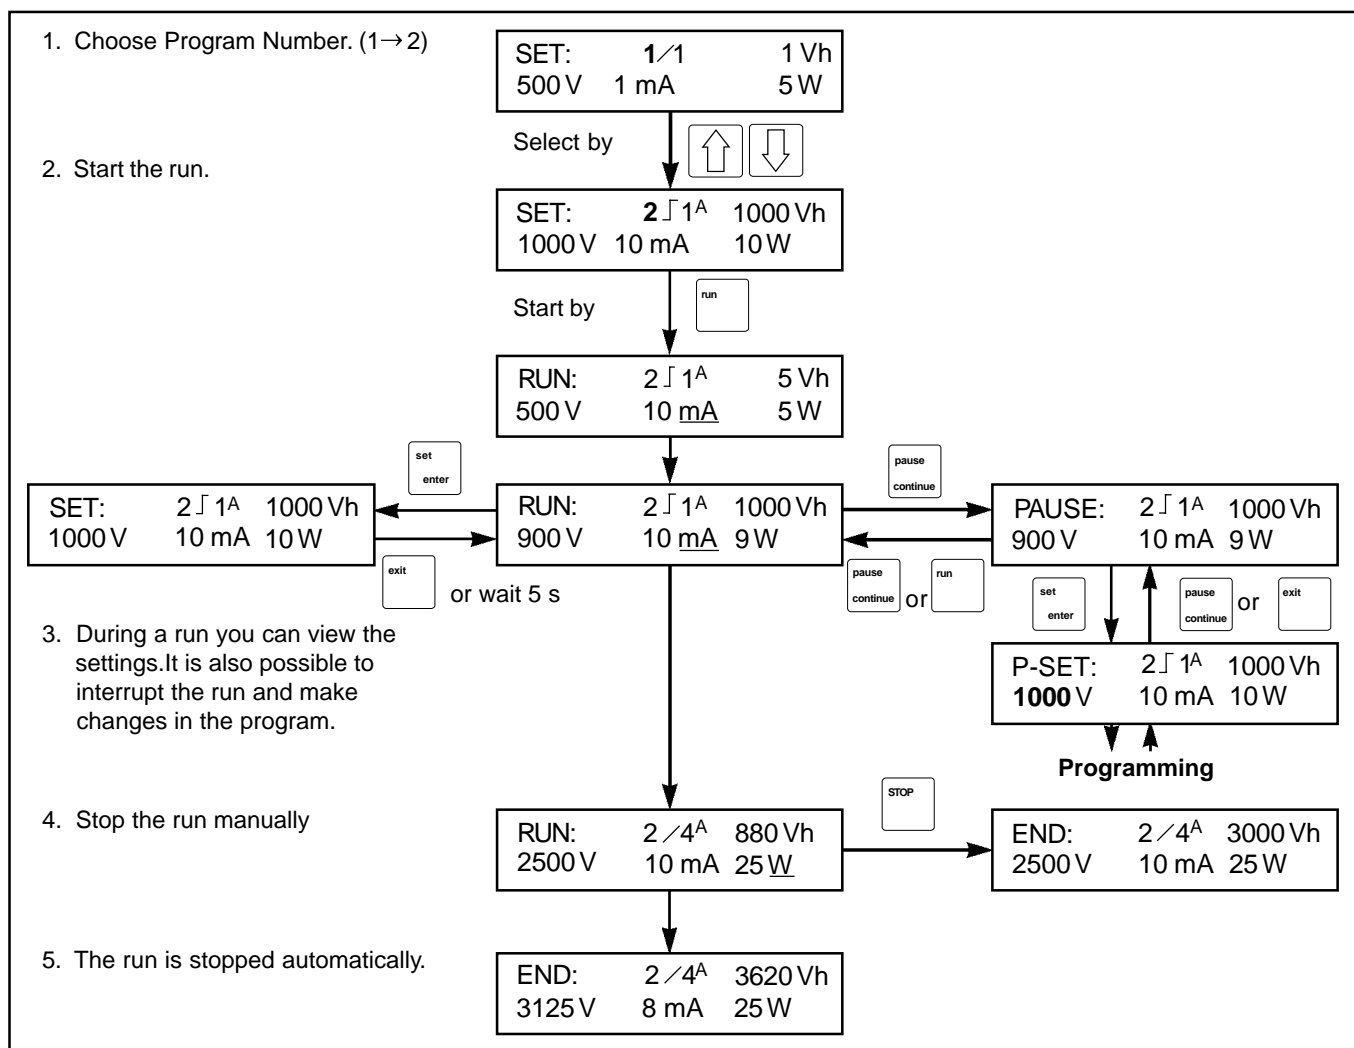 1. Choose Program Number. (1→2)
SET: 1/1 1 Vh
500 V 1 mA 5 W
Select by
2. Start the run.
SET: 2⌡1ᴬ 1000 Vh
1000 V 10 mA 10 W
Start by
run
RUN: 2⌡1ᴬ 5 Vh
500 V 10 mA 5 W
set
enter
pause
continue
SET: 2⌡1ᴬ 1000 Vh
1000 V 10 mA 10 W
RUN: 2⌡1ᴬ 1000 Vh
900 V 10 mA 9 W
PAUSE: 2⌡1ᴬ 1000 Vh
900 V 10 mA 9 W
exit
or wait 5 s
pause
continue
or
run
set
enter
pause
continue
or
exit
3. During a run you can view the
settings.It is also possible to
interrupt the run and make
changes in the program.
P-SET: 2⌡1ᴬ 1000 Vh
1000 V 10 mA 10 W
Programming
4. Stop the run manually
RUN: 2/4ᴬ 880 Vh
2500 V 10 mA 25 W
STOP
END: 2/4ᴬ 3000 Vh
2500 V 10 mA 25 W
5. The run is stopped automatically.
END: 2/4ᴬ 3620 Vh
3125 V 8 mA 25 W